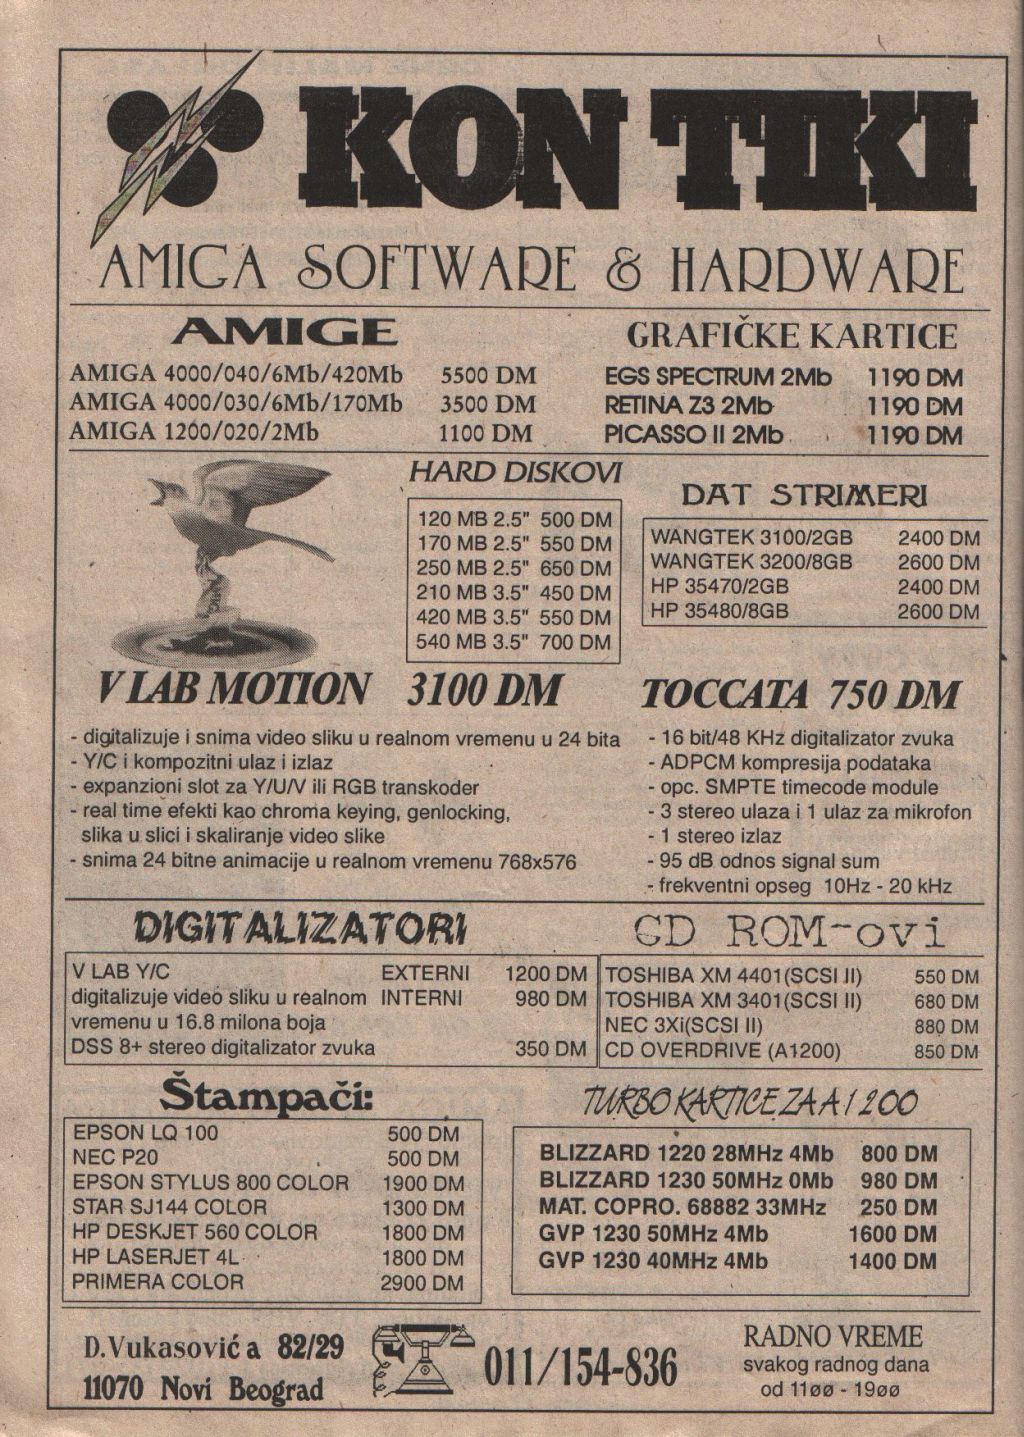 KON TIKI
AMIGA SOFTWARE & HARDWARE
AMIGE
AMIGA 4000/040/6Mb/420Mb 5500 DM
AMIGA 4000/030/6Mb/170Mb 3500 DM
AMIGA 1200/020/2Mb 1100 DM
GRAFIČKE KARTICE
EGS SPECTRUM 2Mb 1190 DM
RETINA Z3 2Mb 1190 DM
PICASSO II 2Mb 1190 DM
HARD DISKOVI
120 MB 2.5" 500 DM
170 MB 2.5" 550 DM
250 MB 2.5" 650 DM
210 MB 3.5" 450 DM
420 MB 3.5" 550 DM
540 MB 3.5" 700 DM
DAT STRIMERI
WANGTEK 3100/2GB 2400 DM
WANGTEK 3200/8GB 2600 DM
HP 35470/2GB 2400 DM
HP 35480/8GB 2600 DM
V LAB MOTION 3100 DM
- digitalizuje i snima video sliku u realnom vremenu u 24 bita
- Y/C i kompozitni ulaz i izlaz
- expanzioni slot za Y/U/V ili RGB transkoder
- real time efekti kao chroma keying, genlocking,
slika u slici i skaliranje video slike
- snima 24 bitne animacije u realnom vremenu 768x576
TOCCATA 750 DM
- 16 bit/48 KHz digitalizator zvuka
- ADPCM kompresija podataka
- opc. SMPTE timecode module
- 3 stereo ulaza i 1 ulaz za mikrofon
- 1 stereo izlaz
- 95 dB odnos signal sum
- frekventni opseg 10Hz - 20 kHz
DIGITALIZATORI
V LAB Y/C EXTERNI 1200 DM
digitalizuje video sliku u realnom INTERNI 980 DM
vremenu u 16.8 milona boja
DSS 8+ stereo digitalizator zvuka 350 DM
CD ROM-ovi
TOSHIBA XM 4401(SCSI II) 550 DM
TOSHIBA XM 3401(SCSI II) 680 DM
NEC 3Xi(SCSI II) 880 DM
CD OVERDRIVE (A1200) 850 DM
Štampači:
EPSON LQ 100 500 DM
NEC P20 500 DM
EPSON STYLUS 800 COLOR 1900 DM
STAR SJ144 COLOR 1300 DM
HP DESKJET 560 COLOR 1800 DM
HP LASERJET 4L 1800 DM
PRIMERA COLOR 2900 DM
TURBO KARTICE ZA A1200
BLIZZARD 1220 28MHz 4Mb 800 DM
BLIZZARD 1230 50MHz 0Mb 980 DM
MAT. COPRO. 68882 33MHz 250 DM
GVP 1230 50MHz 4Mb 1600 DM
GVP 1230 40MHz 4Mb 1400 DM
D.Vukasović a 82/29
11070 Novi Beograd
011/154-836
RADNO VREME
svakog radnog dana
od 11øø - 19øø